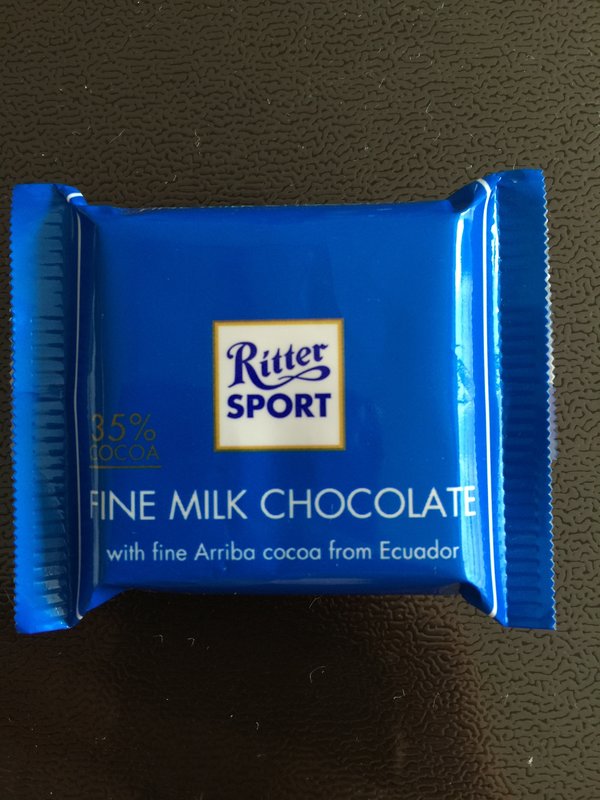 Ritter
SPORT
35%
COCOA
FINE MILK CHOCOLATE
with fine Arriba cocoa from Ecuador